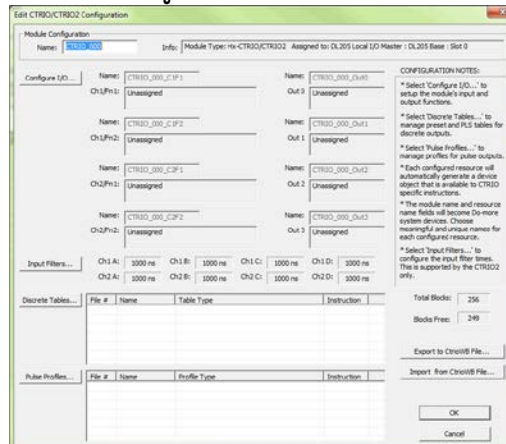 Edit CTRIO/CTRIO2 Configuration
Module Configuration
Name: CTRIO_000
Info: Module Type: Hx-CTRIO/CTRIO2 Assigned to: DL205 Local I/O Master : DL205 Base : Slot 0
Configure I/O...
Name: CTRIO_000_C1F1
Ch1/Fn1: Unassigned
Name: CTRIO_000_C1F2
Ch1/Fn2: Unassigned
Name: CTRIO_000_C2F1
Ch2/Fn1: Unassigned
Name: CTRIO_000_C2F2
Ch2/Fn2: Unassigned
Name: CTRIO_000_Out0
Unassigned
Name: CTRIO_000_Out1
Out 1 Unassigned
Name: CTRIO_000_Out2
Out 2 Unassigned
Name: CTRIO_000_Out3
Out 3 Unassigned
Input Filters...
Ch1 A: 1000 ns Ch1 B: 1000 ns Ch1 C: 1000 ns Ch1 D: 1000 ns
Ch2 A: 1000 ns Ch2 B: 1000 ns Ch2 C: 1000 ns Ch2 D: 1000 ns
Discrete Tables...
File # Name Table Type Instruction
Pulse Profiles...
File # Name Profile Type Instruction
CONFIGURATION NOTES:
* Select 'Configure I/O...' to
setup the module's input and
output functions.
* Select 'Discrete Tables...' to
manage preset and PLS tables for
discrete outputs.
* Select 'Pulse Profiles...' to
manage profiles for pulse outputs.
* Each configured resource will
automatically generate a device
object that is available to CTRIO
specific instructions.
* The module name and resource
name fields will become Do-more
system devices. Choose
meaningful and unique names for
each configured resource.
* Select 'Input Filters...' to
configure the input filter times.
This is supported by the CTRIO2
only.
Total Blocks: 256
Blocks Free: 249
Export to CtrioWB File...
Import from CtrioWB File...
OK
Cancel